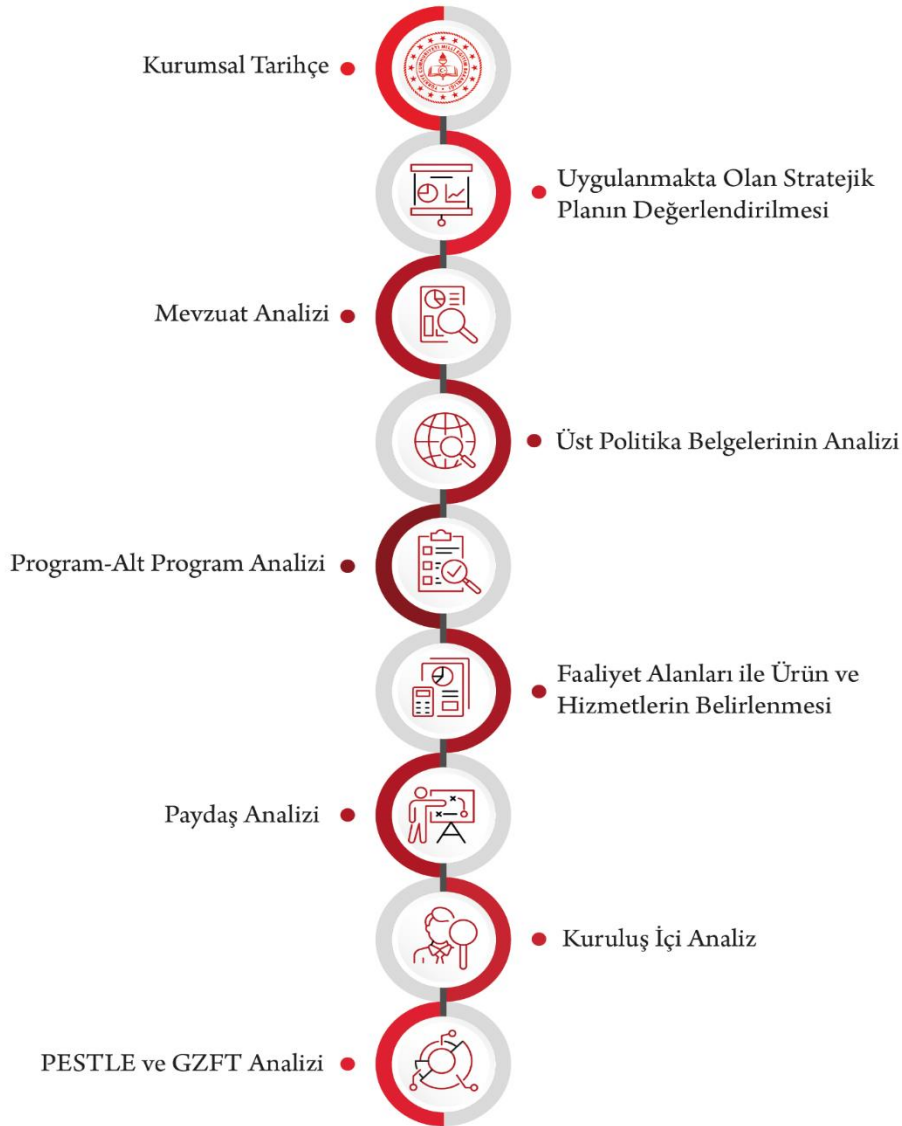 Kurumsal Tarihçe
Uygulanmakta Olan Stratejik
Planın Değerlendirilmesi
Mevzuat Analizi
Üst Politika Belgelerinin Analizi
Program-Alt Program Analizi
Faaliyet Alanları ile Ürün ve
Hizmetlerin Belirlenmesi
Paydaş Analizi
Kuruluş İçi Analiz
PESTLE ve GZFT Analizi